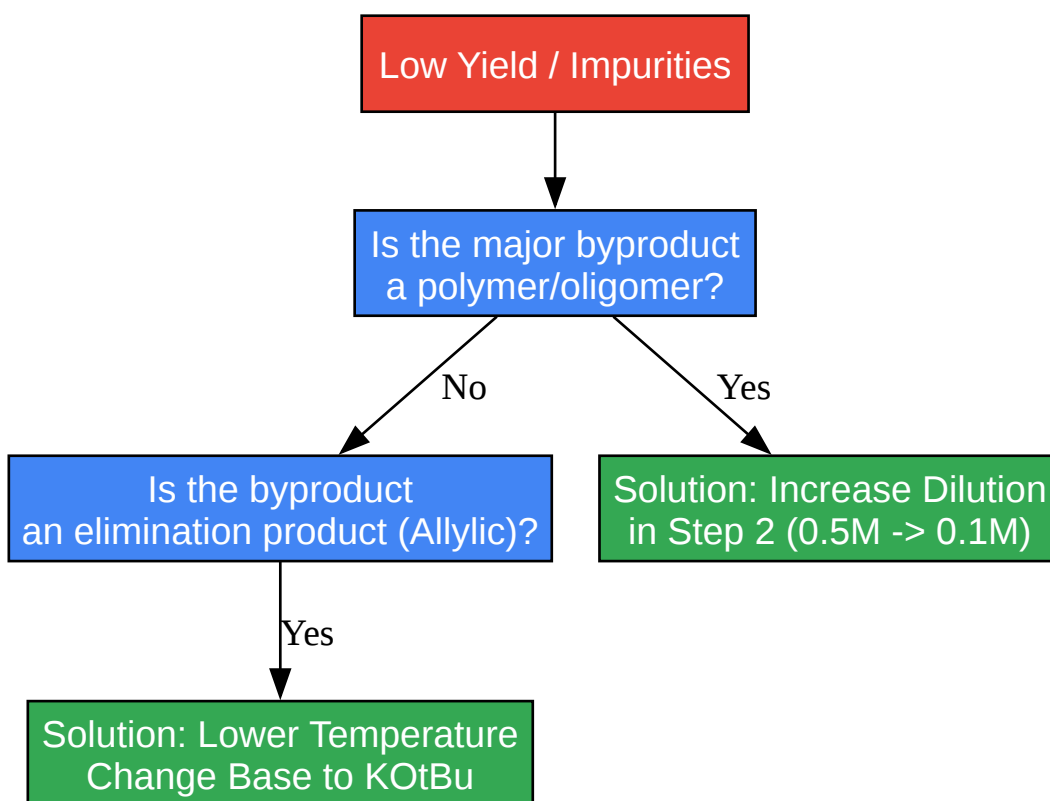 Low Yield / Impurities
Is the major byproduct
a polymer/oligomer?
No
Yes
Is the byproduct
an elimination product (Allylic)?
Solution: Increase Dilution
in Step 2 (0.5M -> 0.1M)
Yes
Solution: Lower Temperature
Change Base to KOtBu